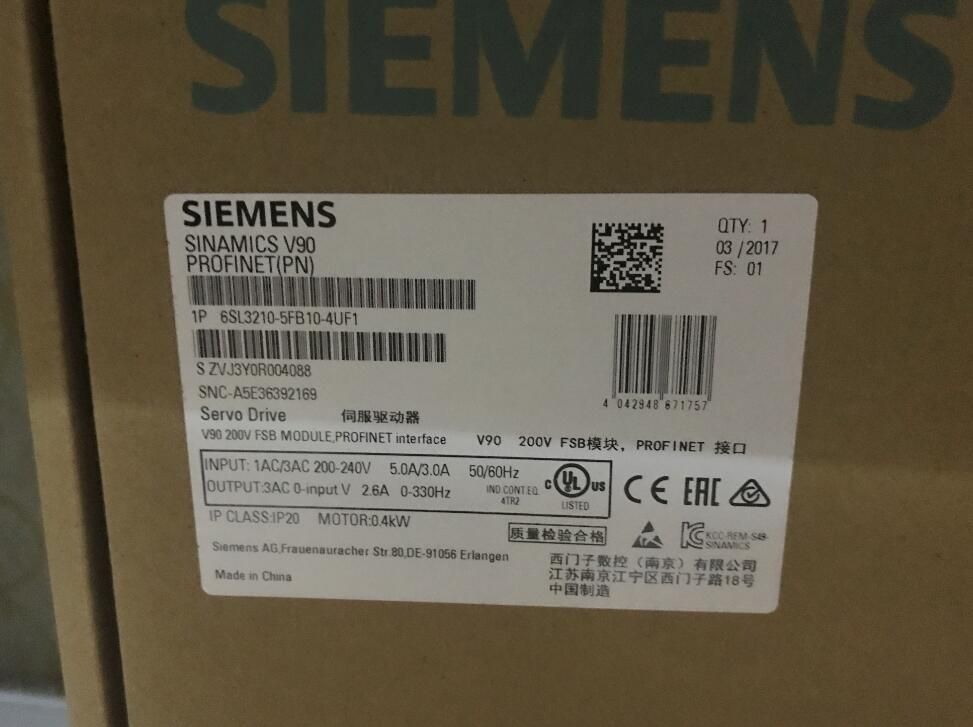 SIEMENS
SIEMENS
SINAMICS V90
PROFINET(PN)
QTY: 1
03 /2017
FS: 01
1P 6SL3210-5FB10-4UF1
S ZVJ3Y0R004088
SNC-A5E36392169
4 042948 671757
Servo Drive 伺服驱动器
V90 200V FSB MODULE,PROFINET interface V90 200V FSB模块，PROFINET 接口
INPUT: 1AC/3AC 200-240V 5.0A/3.0A 50/60Hz
OUTPUT:3AC 0-input V 2.6A 0-330Hz
IND.CONT.EQ.
4TR2
C UL US
LISTED
CE EAC
IP CLASS:IP20 MOTOR:0.4kW
质量检验合格
KCC-REM-S49-
SINAMICS
Siemens AG,Frauenauracher Str.80,DE-91056 Erlangen
Made in China
西门子数控（南京）有限公司
江苏南京江宁区西门子路18号
中国制造